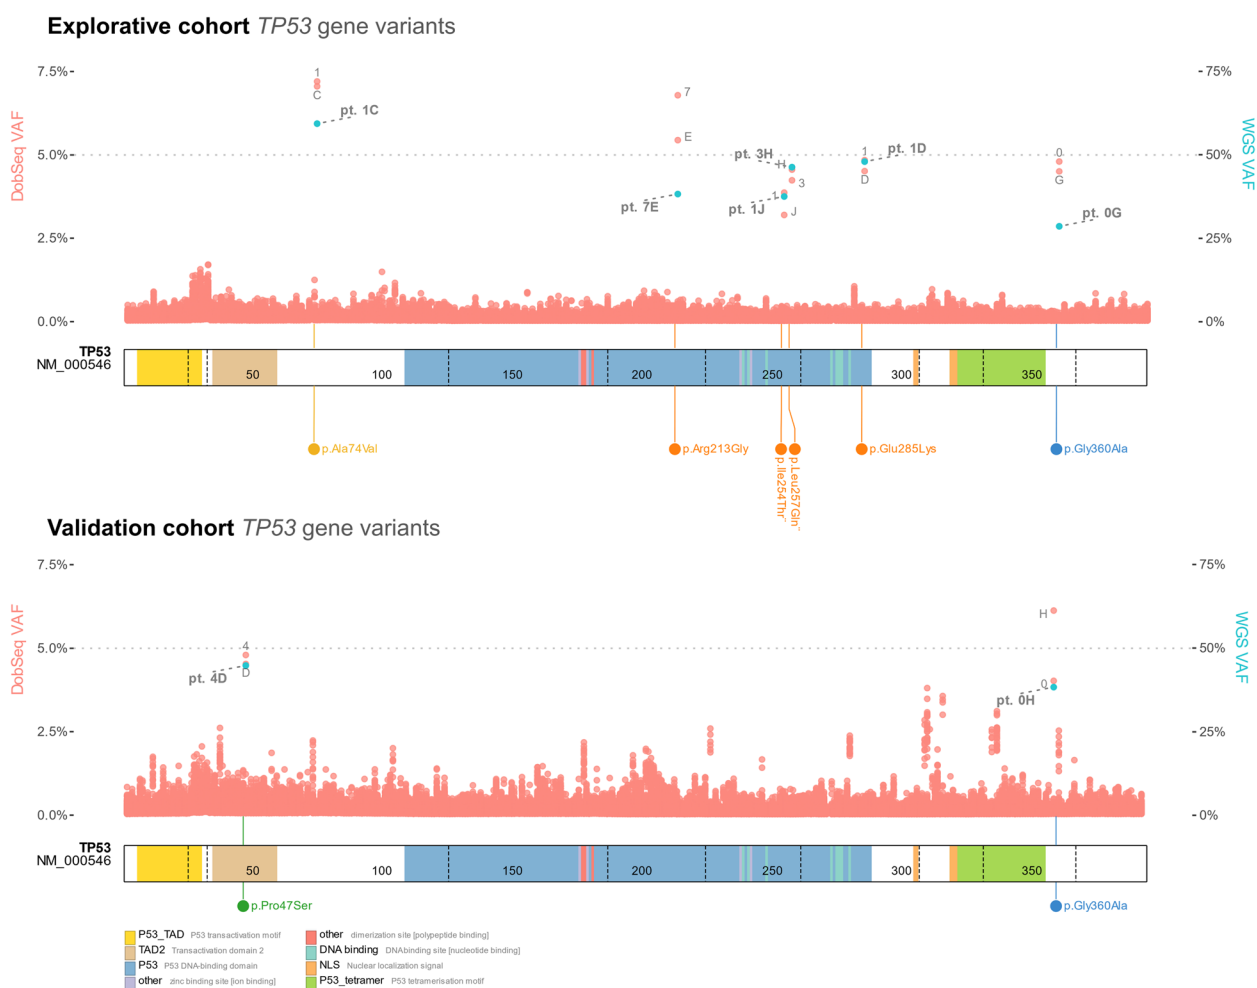 Explorative cohort TP53 gene variants
7.5%
75%
1
C
pt. 1C
7
E
pt. 7E
DobSeq VAF
WGS VAF
5.0%
50%
pt. 3H
H
3
pt. 1J
1
J
1
D
pt. 1D
0
G
pt. 0G
2.5%
25%
0.0%
0%
TP53
NM_000546
50
100
150
200
250
300
350
p.Ala74Val
p.Arg213Gly
p.Ile254Thr
p.Leu257Gln
p.Glu285Lys
p.Gly360Ala
Validation cohort TP53 gene variants
7.5%
75%
H
DobSeq VAF
WGS VAF
5.0%
50%
4
D
pt. 4D
0
pt. 0H
2.5%
25%
0.0%
0%
TP53
NM_000546
50
100
150
200
250
300
350
p.Pro47Ser
p.Gly360Ala
P53_TAD P53 transactivation motif
TAD2 Transactivation domain 2
P53 P53 DNA-binding domain
other zinc binding site [ion binding]
other dimerization site [polypeptide binding]
DNA binding DNA binding site [nucleotide binding]
NLS Nuclear localization signal
P53_tetramer P53 tetramerisation motif